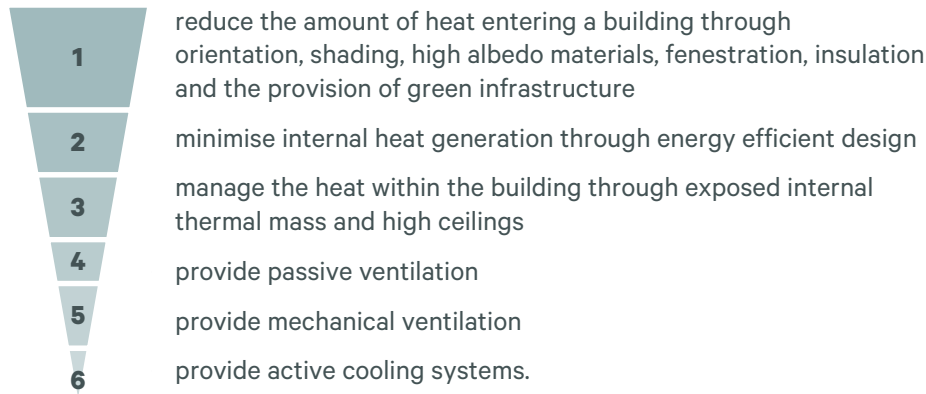 1
reduce the amount of heat entering a building through
orientation, shading, high albedo materials, fenestration, insulation
and the provision of green infrastructure
2
minimise internal heat generation through energy efficient design
3
manage the heat within the building through exposed internal
thermal mass and high ceilings
4
provide passive ventilation
5
provide mechanical ventilation
6
provide active cooling systems.